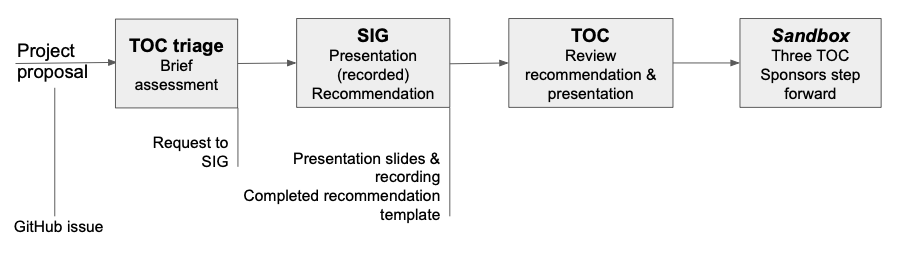 Project
proposal
TOC triage
Brief
assessment
SIG
Presentation
(recorded)
Recommendation
TOC
Review
recommendation &
presentation
Sandbox
Three TOC
Sponsors step
forward
Request to
SIG
Presentation slides &
recording
Completed recommendation
template
GitHub issue